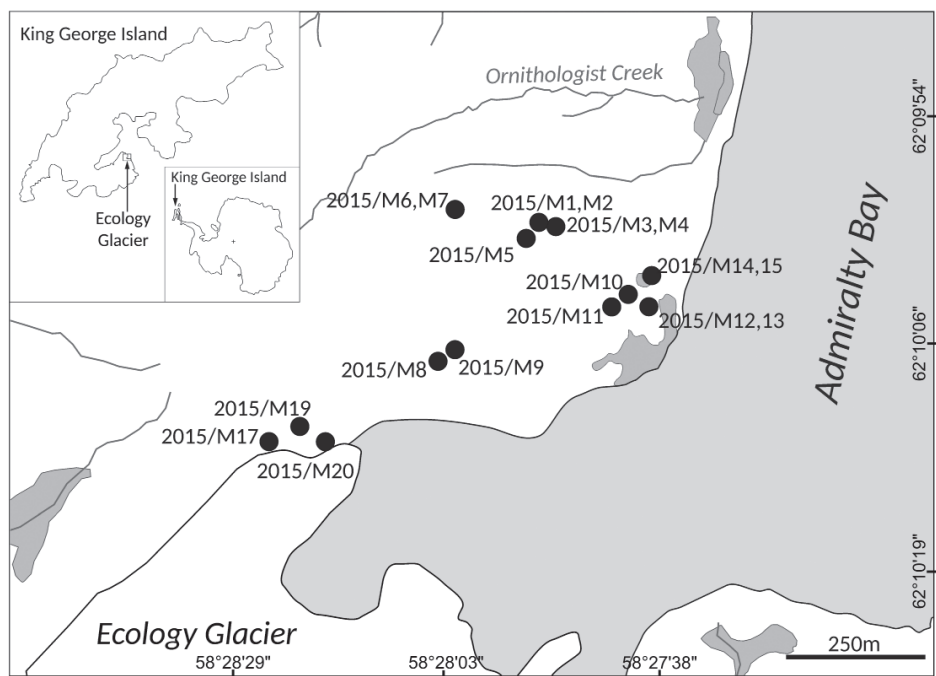 King George Island
Ornithologist Creek
62°09'54"
King George Island
Ecology
Glacier
2015/M6,M7
2015/M1,M2
2015/M3,M4
2015/M5
2015/M14,15
2015/M10
2015/M11
2015/M12,13
Admiralty Bay
62°10'06"
2015/M8
2015/M9
2015/M19
2015/M17
2015/M20
62°10'19"
Ecology Glacier
250m
58°28'29"
58°28'03"
58°27'38"